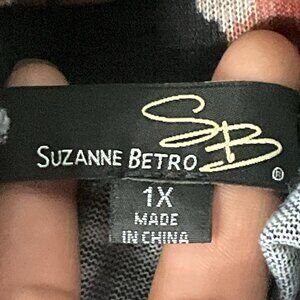 SB
SUZANNE BETRO
®
1X
MADE
IN CHINA